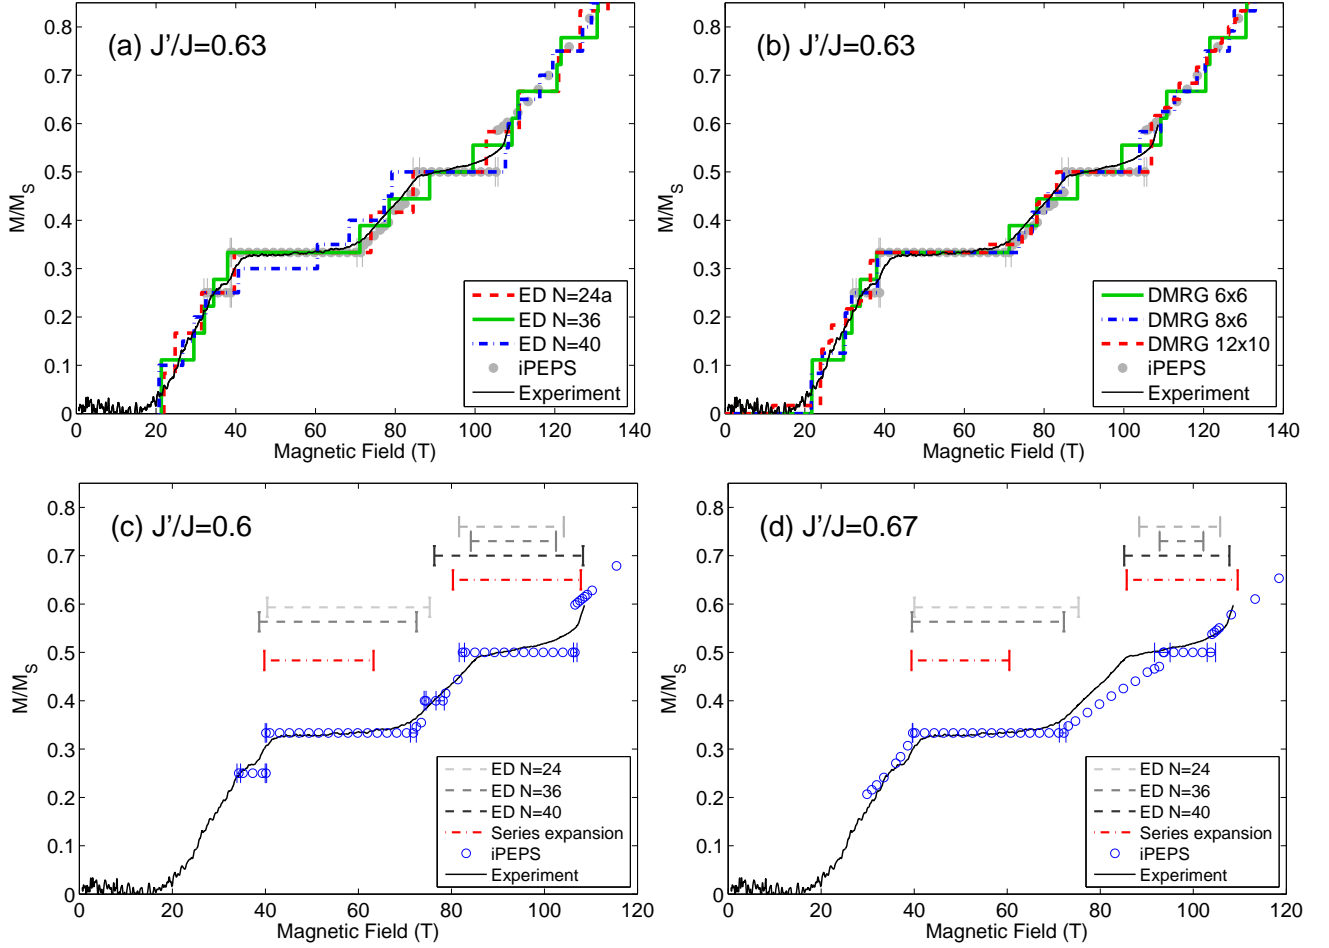 (a) J'/J=0.63
M/M_S
0.8
0.7
0.6
0.5
0.4
0.3
0.2
0.1
0
0 20 40 60 80 100 120 140
Magnetic Field (T)
ED N=24a
ED N=36
ED N=40
iPEPS
Experiment
(b) J'/J=0.63
M/M_S
0.8
0.7
0.6
0.5
0.4
0.3
0.2
0.1
0
0 20 40 60 80 100 120 140
Magnetic Field (T)
DMRG 6x6
DMRG 8x6
DMRG 12x10
iPEPS
Experiment
(c) J'/J=0.6
M/M_S
0.8
0.7
0.6
0.5
0.4
0.3
0.2
0.1
0
0 20 40 60 80 100 120
Magnetic Field (T)
ED N=24
ED N=36
ED N=40
Series expansion
iPEPS
Experiment
(d) J'/J=0.67
M/M_S
0.8
0.7
0.6
0.5
0.4
0.3
0.2
0.1
0
0 20 40 60 80 100 120
Magnetic Field (T)
ED N=24
ED N=36
ED N=40
Series expansion
iPEPS
Experiment